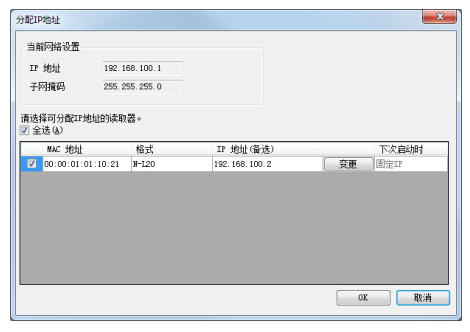 分配IP地址
当前网络设置
IP 地址 192.168.100.1
子网掩码 255.255.255.0
请选择可分配IP地址的读取器。
全选(A)
MAC 地址 格式 IP 地址(备选) 下次启动时
00:00:01:01:10:21 N-L20 192.168.100.2 变更 固定IP
OK 取消